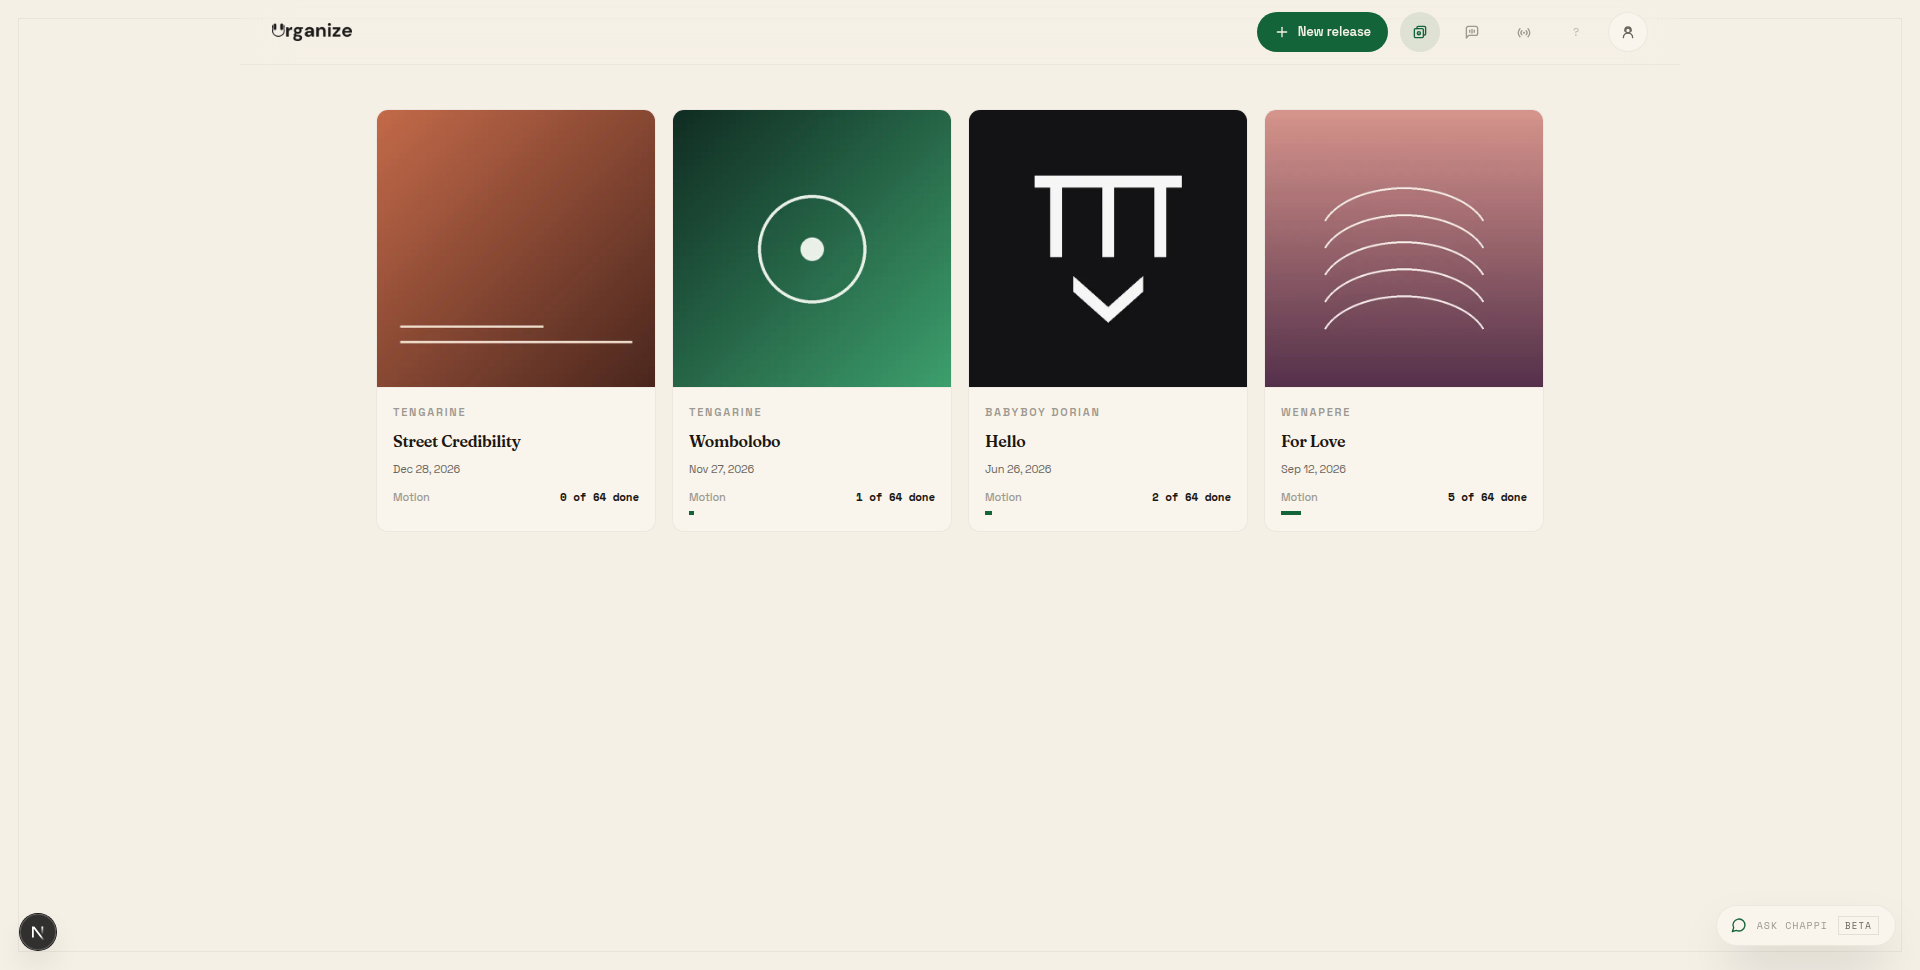 Urganize
New release
?
TENGARINE
Street Credibility
Dec 28, 2026
Motion 0 of 64 done
TENGARINE
Wombolobo
Nov 27, 2026
Motion 1 of 64 done
BABYBOY DORIAN
Hello
Jun 26, 2026
Motion 2 of 64 done
WENAPERE
For Love
Sep 12, 2026
Motion 5 of 64 done
N
ASK CHAPPI BETA